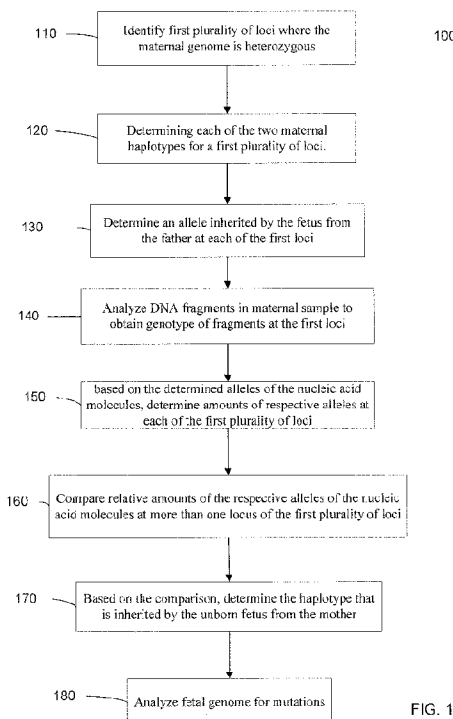 110
100
Identify first plurality of loci where the
maternal genome is heterozygous
120
Determining each of the two maternal
haplotypes for a first plurality of loci.
130
Determine an allele inherited by the fetus from
the father at each of the first loci
140
Analyze DNA fragments in maternal sample to
obtain genotype of fragments at the first loci
150
based on the determined alleles of the nucleic acid
molecules, determine amounts of respective alleles at
each of the first plurality of loci
160
Compare relative amounts of the respective alleles of the nucleic
acid molecules at more than one locus of the first plurality of loci
170
Based on the comparison, determine the haplotype that
is inherited by the unborn fetus from the mother
180
Analyze fetal genome for mutations
FIG. 1